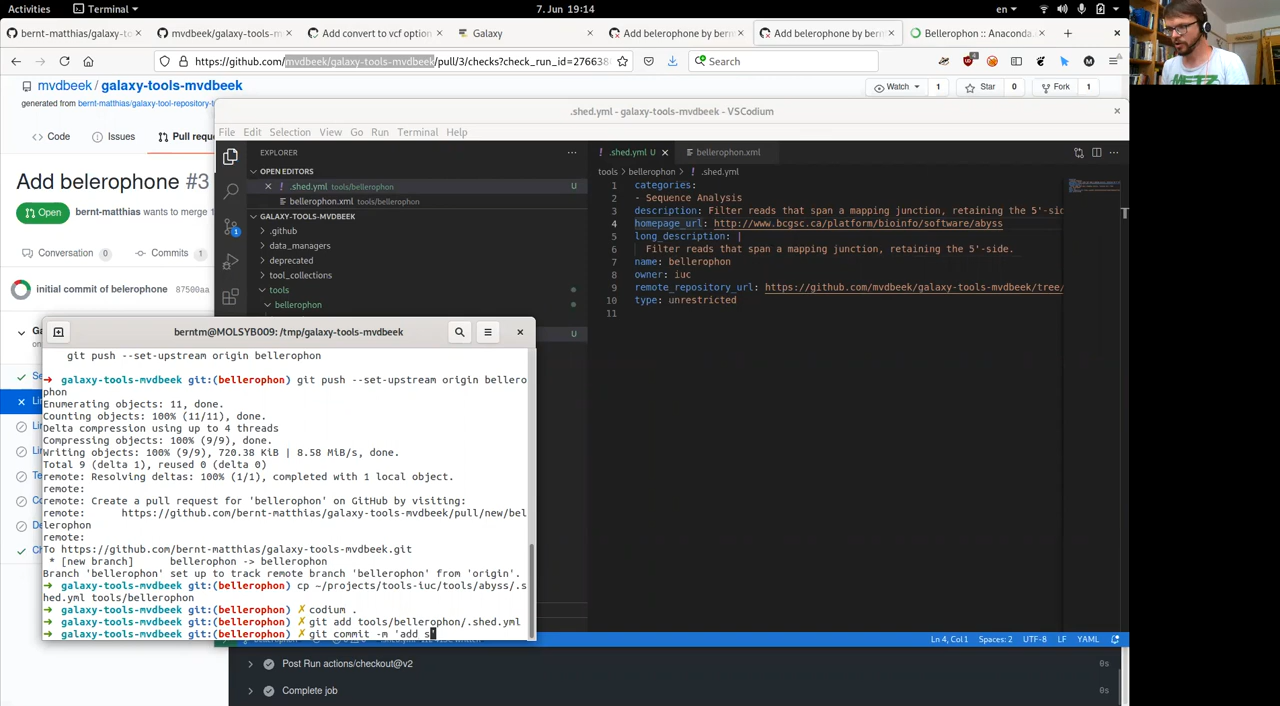 Activities
Terminal
7. Jun 19:14
en
bernt-matthias/galaxy-to
mvdbeek/galaxy-tools-m
Add convert to vcf option
Galaxy
Add belerophone by bern
Add belerophone by bern
Bellerophon :: Anaconda
https://github.com/mvdbeek/galaxy-tools-mvdbeek/pull/3/checks?check_run_id=276638
Search
mvdbeek / galaxy-tools-mvdbeek
generated from bernt-matthias/galaxy-tool-repository-t
Watch
1
Star
0
Fork
1
Code
Issues
Pull reque
Add belerophone #3
Open
bernt-matthias wants to merge 1
Conversation 0
Commits 1
initial commit of belerophone 87500aa
.shed.yml - galaxy-tools-mvdbeek - VSCodium
File Edit Selection View Go Run Terminal Help
EXPLORER
OPEN EDITORS
.shed.yml tools/bellerophon U
bellerophon.xml tools/bellerophon
GALAXY-TOOLS-MVDBEEK
.github
data_managers
deprecated
tool_collections
tools
bellerophon
.shed.yml U
bellerophon.xml
tools > bellerophon > ! .shed.yml
1 categories:
2 - Sequence Analysis
3 description: Filter reads that span a mapping junction, retaining the 5'-sid
4 homepage_url: http://www.bcgsc.ca/platform/bioinfo/software/abyss
5 long_description: |
6 Filter reads that span a mapping junction, retaining the 5'-side.
7 name: bellerophon
8 owner: iuc
9 remote_repository_url: https://github.com/mvdbeek/galaxy-tools-mvdbeek/tree/
10 type: unrestricted
11
berntm@MOLSYB009: /tmp/galaxy-tools-mvdbeek
git push --set-upstream origin bellerophon
➜ galaxy-tools-mvdbeek git:(bellerophon) git push --set-upstream origin bellero
phon
Enumerating objects: 11, done.
Counting objects: 100% (11/11), done.
Delta compression using up to 4 threads
Compressing objects: 100% (9/9), done.
Writing objects: 100% (9/9), 720.38 KiB | 8.58 MiB/s, done.
Total 9 (delta 1), reused 0 (delta 0)
remote: Resolving deltas: 100% (1/1), completed with 1 local object.
remote:
remote: Create a pull request for 'bellerophon' on GitHub by visiting:
remote: https://github.com/bernt-matthias/galaxy-tools-mvdbeek/pull/new/bel
lerophon
remote:
To https://github.com/bernt-matthias/galaxy-tools-mvdbeek.git
* [new branch] bellerophon -> bellerophon
Branch 'bellerophon' set up to track remote branch 'bellerophon' from 'origin'.
➜ galaxy-tools-mvdbeek git:(bellerophon) cp ~/projects/tools-iuc/tools/abyss/.s
hed.yml tools/bellerophon
➜ galaxy-tools-mvdbeek git:(bellerophon) ✗ codium .
➜ galaxy-tools-mvdbeek git:(bellerophon) ✗ git add tools/bellerophon/.shed.yml
➜ galaxy-tools-mvdbeek git:(bellerophon) ✗ git commit -m 'add s'
Ln 4, Col 1 Spaces: 2 UTF-8 LF YAML
Post Run actions/checkout@v2 0s
Complete job 0s